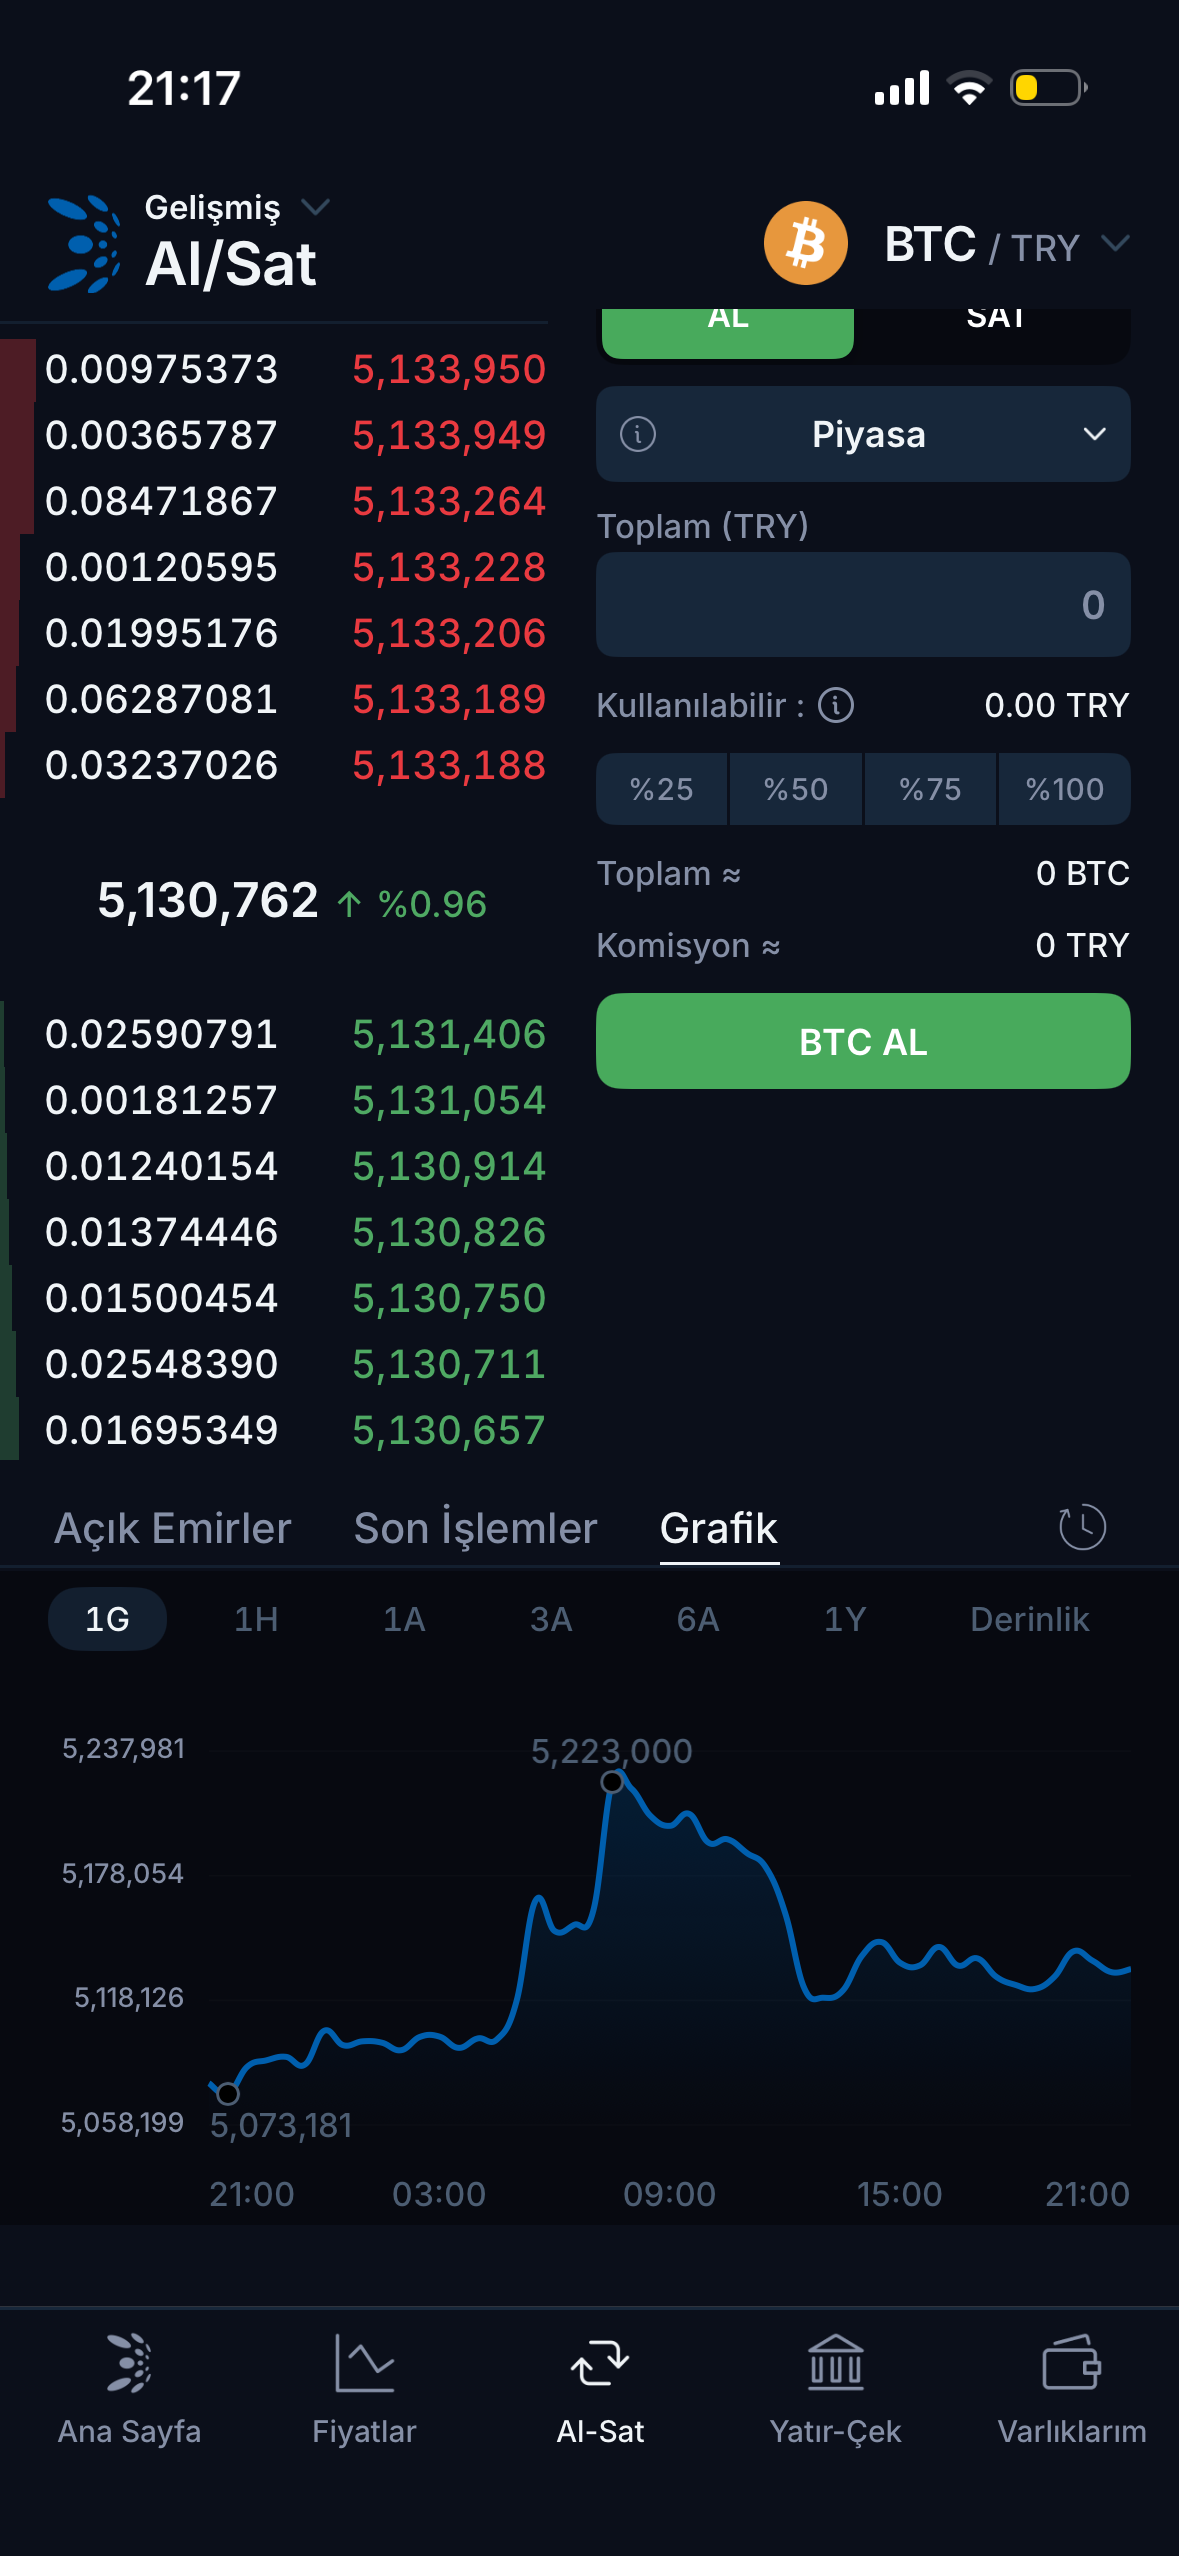 21:17
Gelişmiş
Al/Sat
BTC / TRY
AL SAT
0.00975373 5,133,950
0.00365787 5,133,949
0.08471867 5,133,264
0.00120595 5,133,228
0.01995176 5,133,206
0.06287081 5,133,189
0.03237026 5,133,188
5,130,762 ↑ %0.96
0.02590791 5,131,406
0.00181257 5,131,054
0.01240154 5,130,914
0.01374446 5,130,826
0.01500454 5,130,750
0.02548390 5,130,711
0.01695349 5,130,657
Piyasa
Toplam (TRY)
0
Kullanılabilir : 0.00 TRY
%25 %50 %75 %100
Toplam ≈ 0 BTC
Komisyon ≈ 0 TRY
BTC AL
Açık Emirler Son İşlemler Grafik
1G 1H 1A 3A 6A 1Y Derinlik
5,237,981
5,223,000
5,178,054
5,118,126
5,058,199
5,073,181
21:00 03:00 09:00 15:00 21:00
Ana Sayfa Fiyatlar Al-Sat Yatır-Çek Varlıklarım